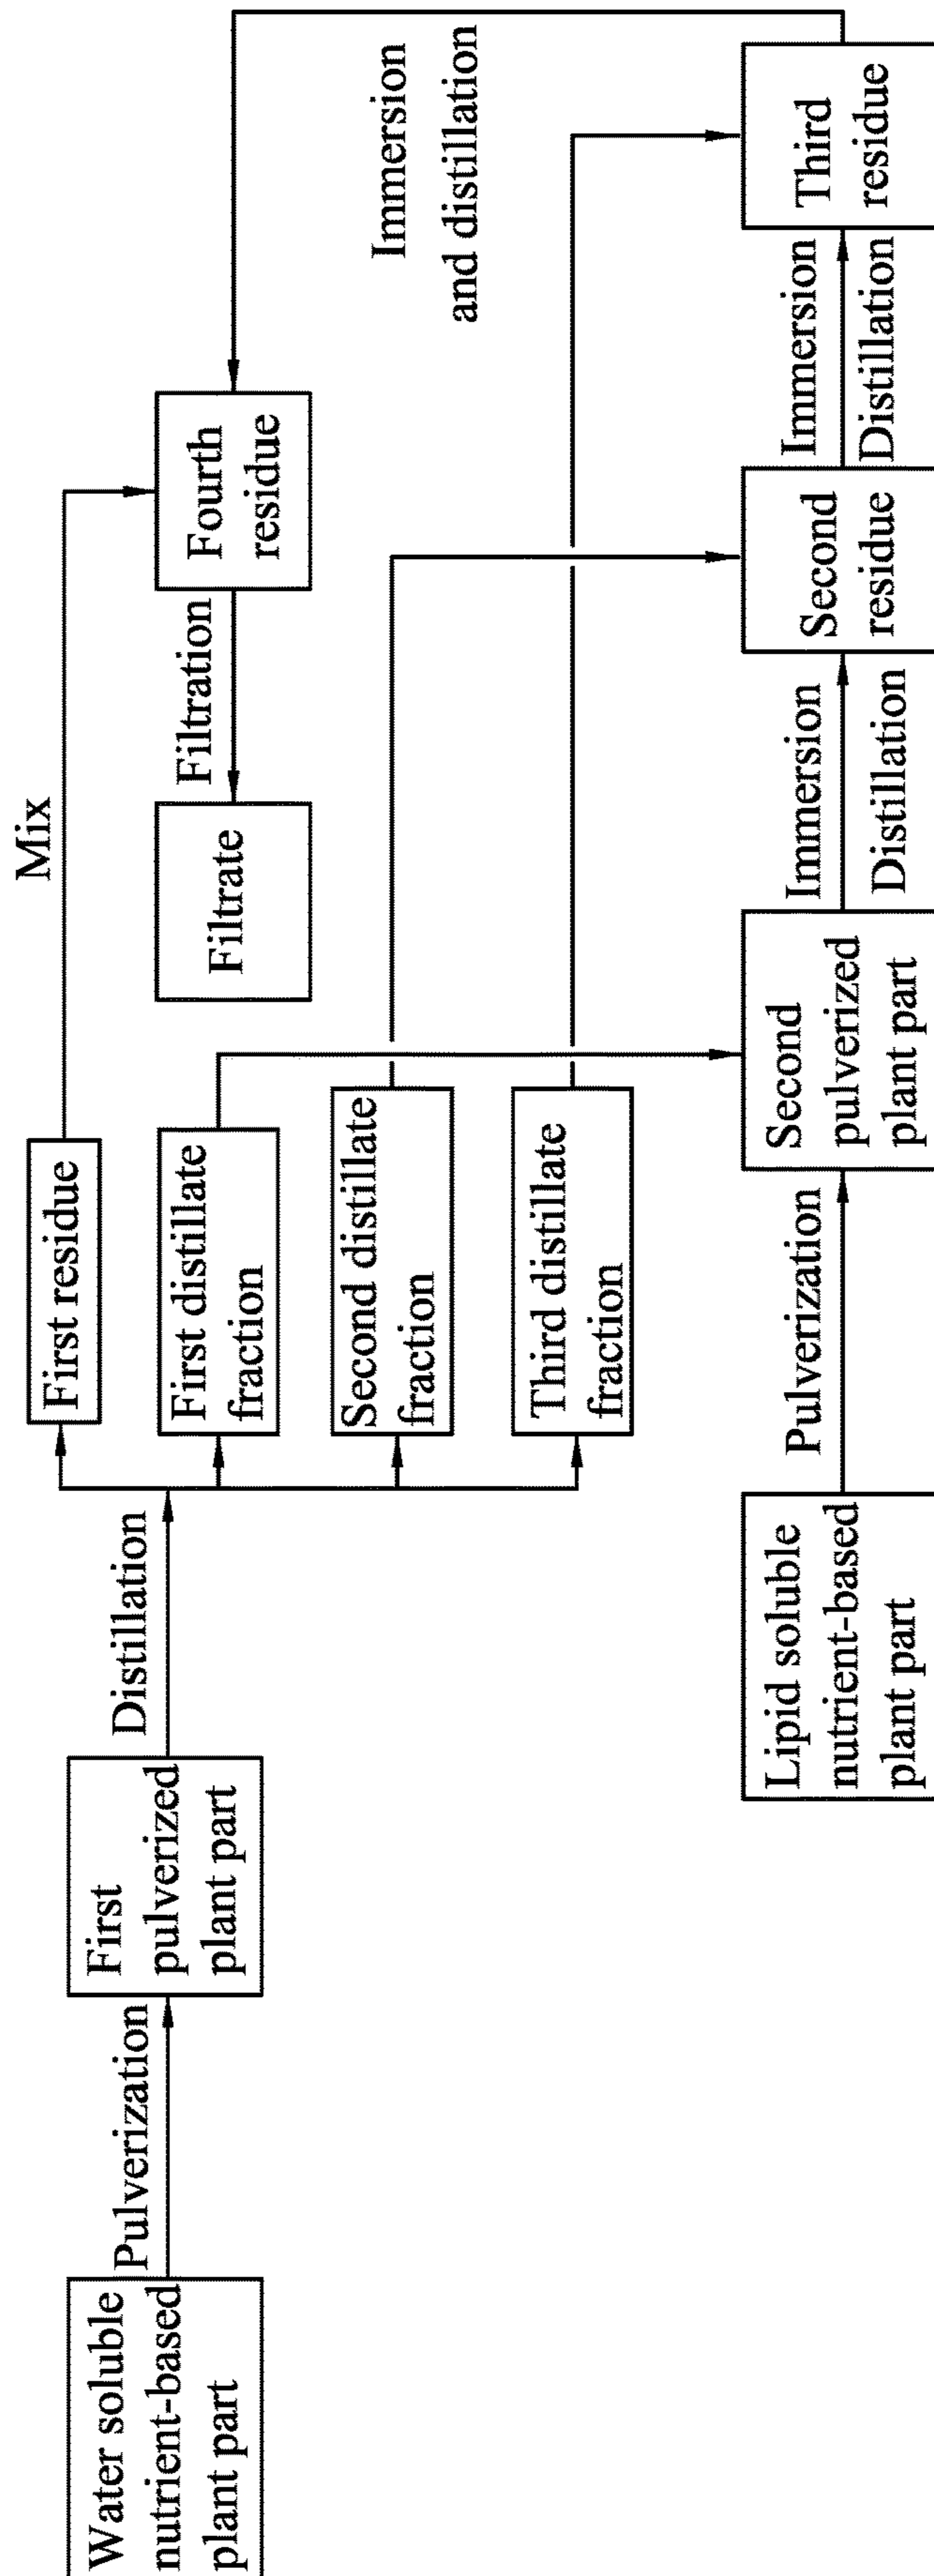 Water soluble
nutrient-based
plant part
Pulverization
First
pulverized
plant part
Distillation
First residue
Mix
First distillate
fraction
Second distillate
fraction
Third distillate
fraction
Filtrate
Filtration
Fourth
residue
Immersion
and distillation
Lipid soluble
nutrient-based
plant part
Pulverization
Second
pulverized
plant part
Immersion
Distillation
Second
residue
Immersion
Distillation
Third
residue